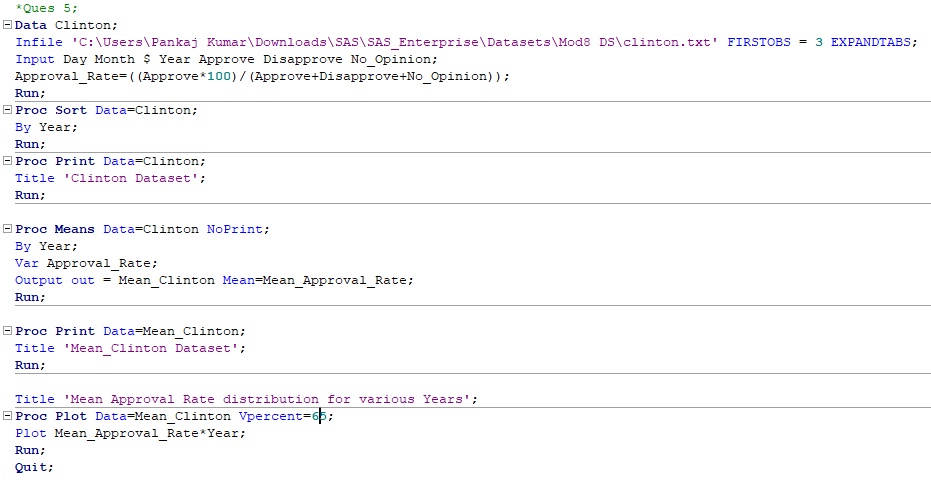 *Ques 5;
Data Clinton;
Infile 'C:\Users\Pankaj Kumar\Downloads\SAS\SAS_Enterprise\Datasets\Mod8 DS\clinton.txt' FIRSTOBS = 3 EXPANDTABS;
Input Day Month $ Year Approve Disapprove No_Opinion;
Approval_Rate=((Approve*100)/(Approve+Disapprove+No_Opinion));
Run;
Proc Sort Data=Clinton;
By Year;
Run;
Proc Print Data=Clinton;
Title 'Clinton Dataset';
Run;
Proc Means Data=Clinton NoPrint;
By Year;
Var Approval_Rate;
Output out = Mean_Clinton Mean=Mean_Approval_Rate;
Run;
Proc Print Data=Mean_Clinton;
Title 'Mean_Clinton Dataset';
Run;
Title 'Mean Approval Rate distribution for various Years';
Proc Plot Data=Mean_Clinton Vpercent=65;
Plot Mean_Approval_Rate*Year;
Run;
Quit;